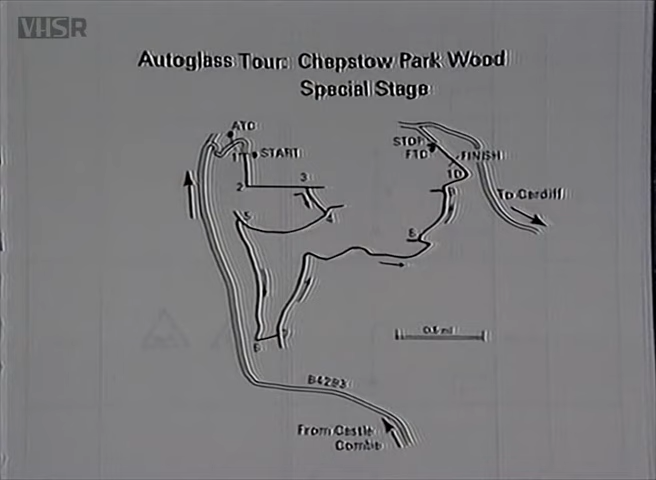 VHSR
Autoglass Tour: Chepstow Park Wood
Special Stage
ATC
1
START
2
3
4
5
6
7
8
9
10
STOP
FTC
FINISH
To Cardiff
0.5 mil
B4293
From Castle
Combe